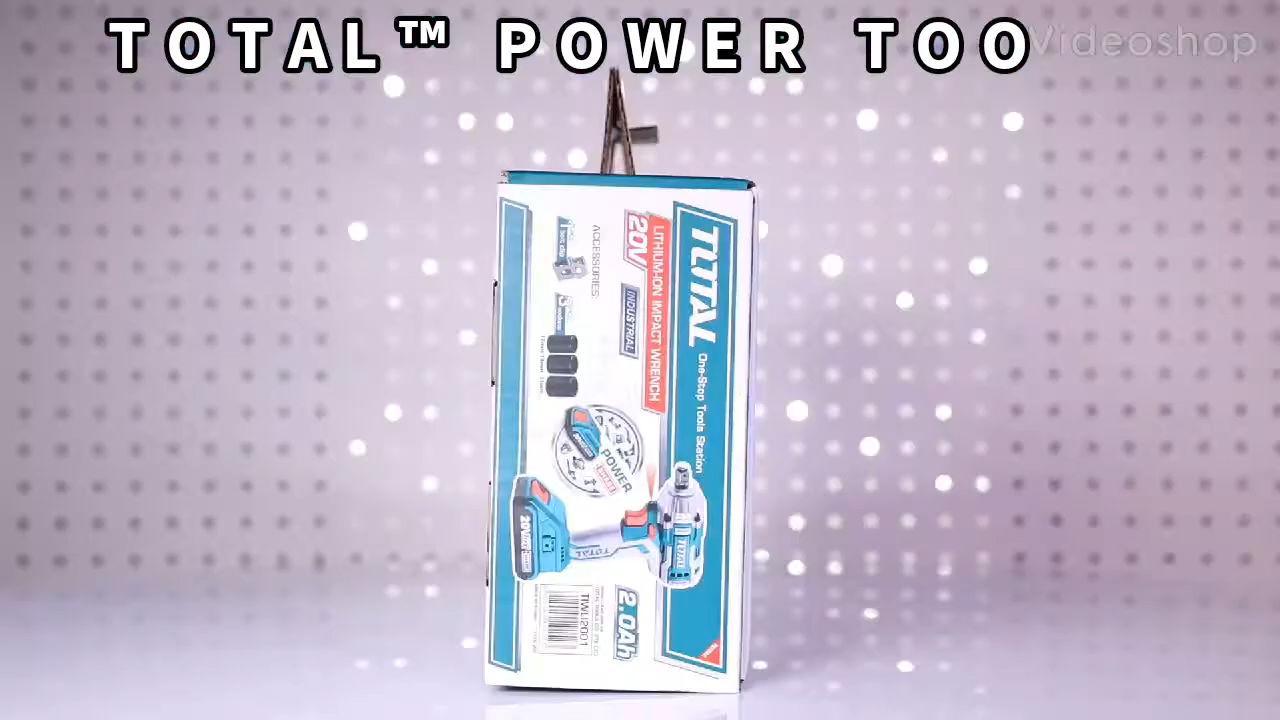 TOTAL™ POWER TOO
Videoshop
TOTAL
One-Stop Tools Station
LITHIUM-ION IMPACT WRENCH
20V
INDUSTRIAL
ACCESSORIES:
POWER
TOTAL
TOTAL
20V
2.0Ah